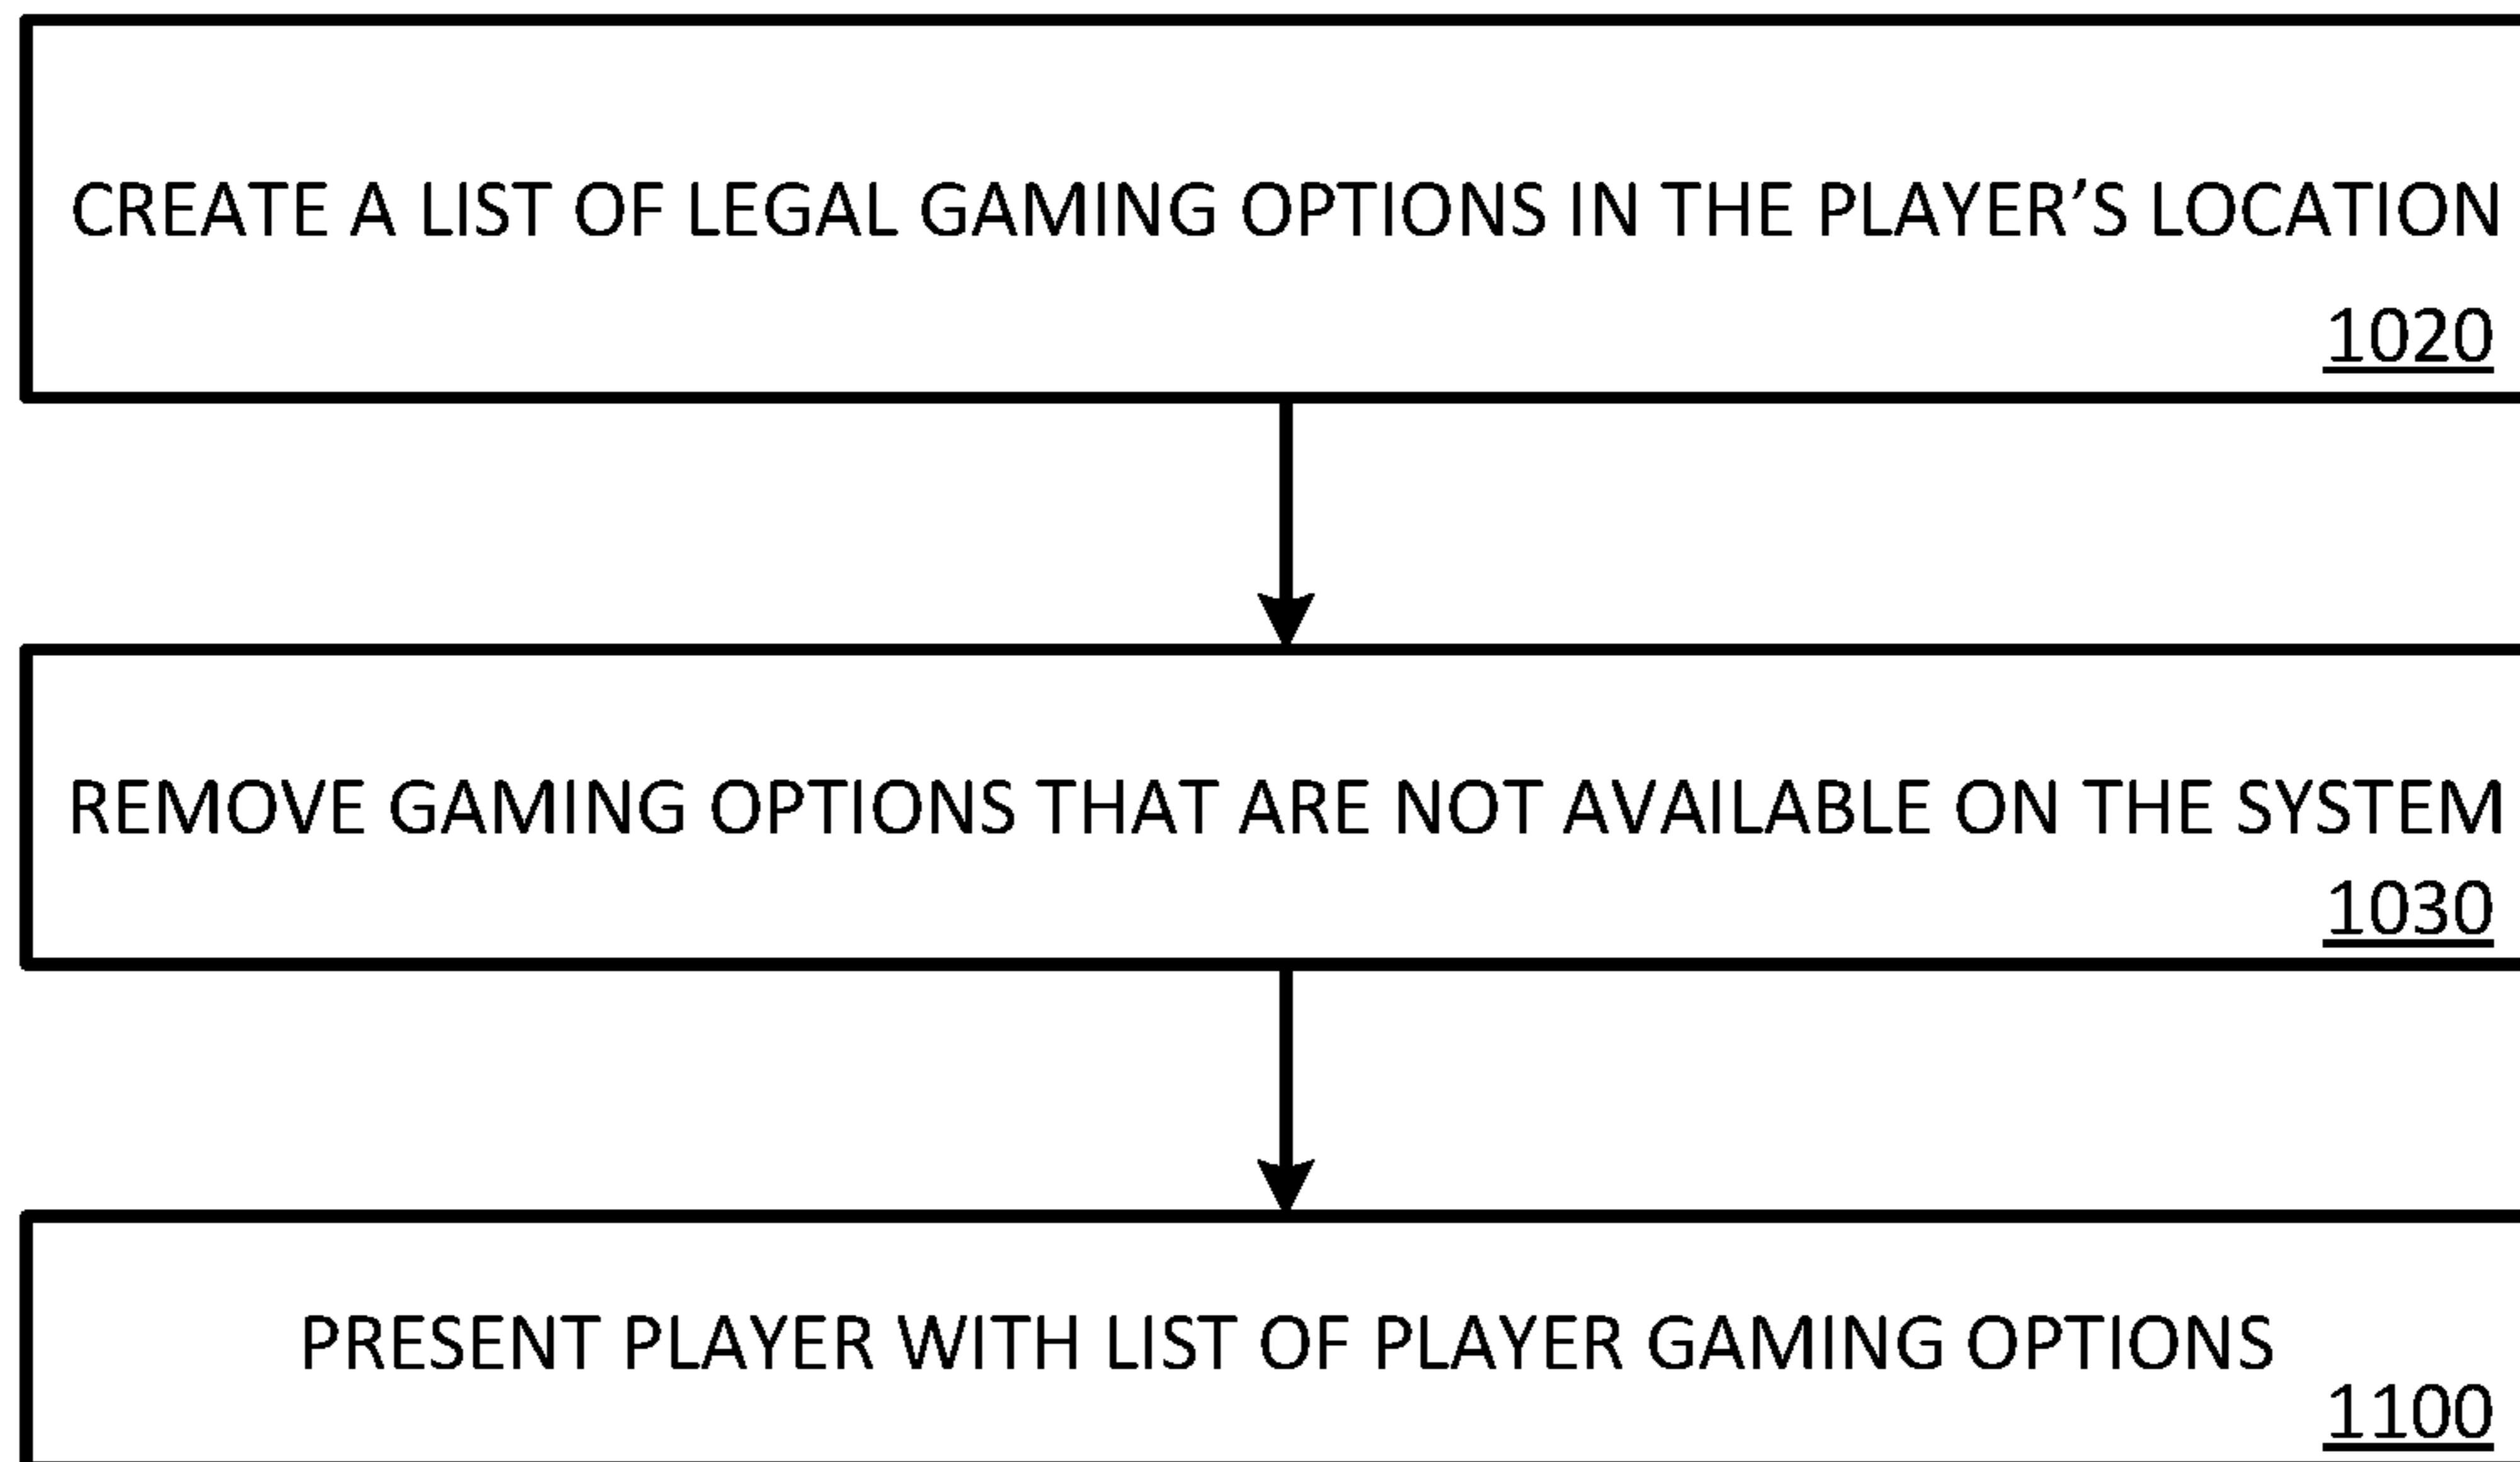 CREATE A LIST OF LEGAL GAMING OPTIONS IN THE PLAYER’S LOCATION
1020
REMOVE GAMING OPTIONS THAT ARE NOT AVAILABLE ON THE SYSTEM
1030
PRESENT PLAYER WITH LIST OF PLAYER GAMING OPTIONS
1100